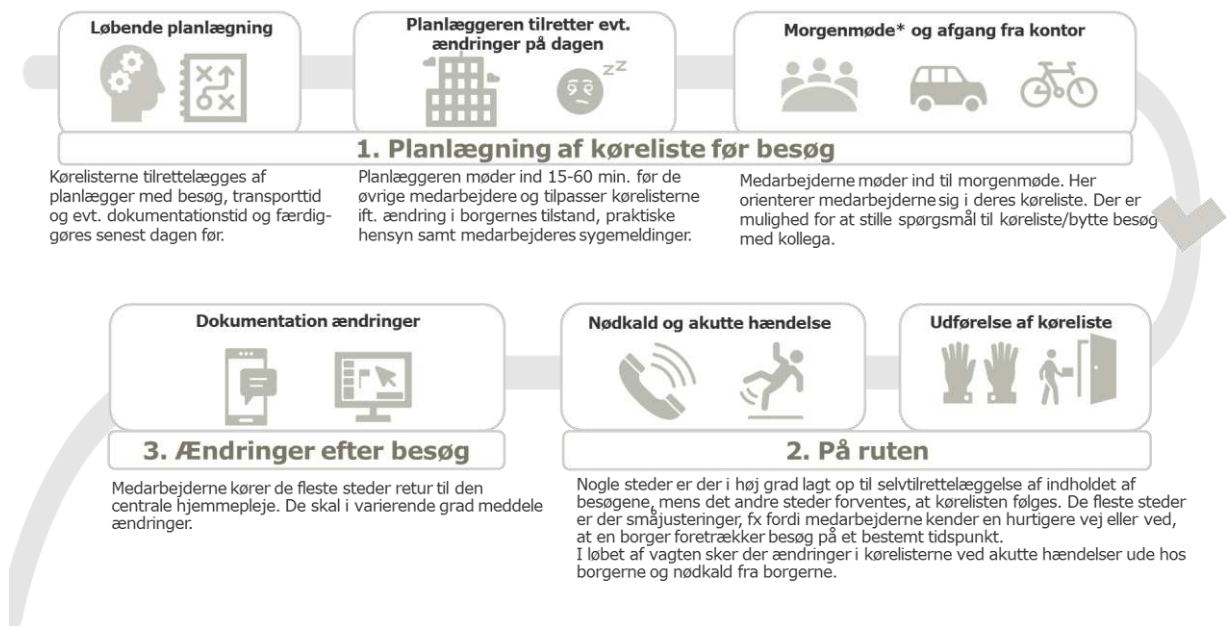 Løbende planlægning
Planlæggeren tilretter evt.
ændringer på dagen
zZ
Morgenmøde* og afgang fra kontor
1. Planlægning af køreliste før besøg
Kørelisterne tilrettelægges af
planlægger med besøg, transporttid
og evt. dokumentationstid og færdig-
gøres senest dagen før.
Planlæggeren møder ind 15-60 min. før de
øvrige medarbejdere og tilpasser kørelisterne
ift. ændring i borgernes tilstand, praktiske
hensyn samt medarbejderes sygemeldinger.
Medarbejderne møder ind til morgenmøde. Her
orienterer medarbejderne sig i deres køreliste. Der er
mulighed for at stille spørgsmål til køreliste/bytte besøg
med kollega.
Udførelse af køreliste
Nødkald og akutte hændelse
2. På ruten
Nogle steder er der i høj grad lagt op til selvtilrettelæggelse af indholdet af
besøgene, mens det andre steder forventes, at kørelisten følges. De fleste steder
er der småjusteringer, fx fordi medarbejderne kender en hurtigere vej eller ved,
at en borger foretrækker besøg på et bestemt tidspunkt.
I løbet af vagten sker der ændringer i kørelisterne ved akutte hændelser ude hos
borgerne og nødkald fra borgerne.
Dokumentation ændringer
3. Ændringer efter besøg
Medarbejderne kører de fleste steder retur til den
centrale hjemmepleje. De skal i varierende grad meddele
ændringer.